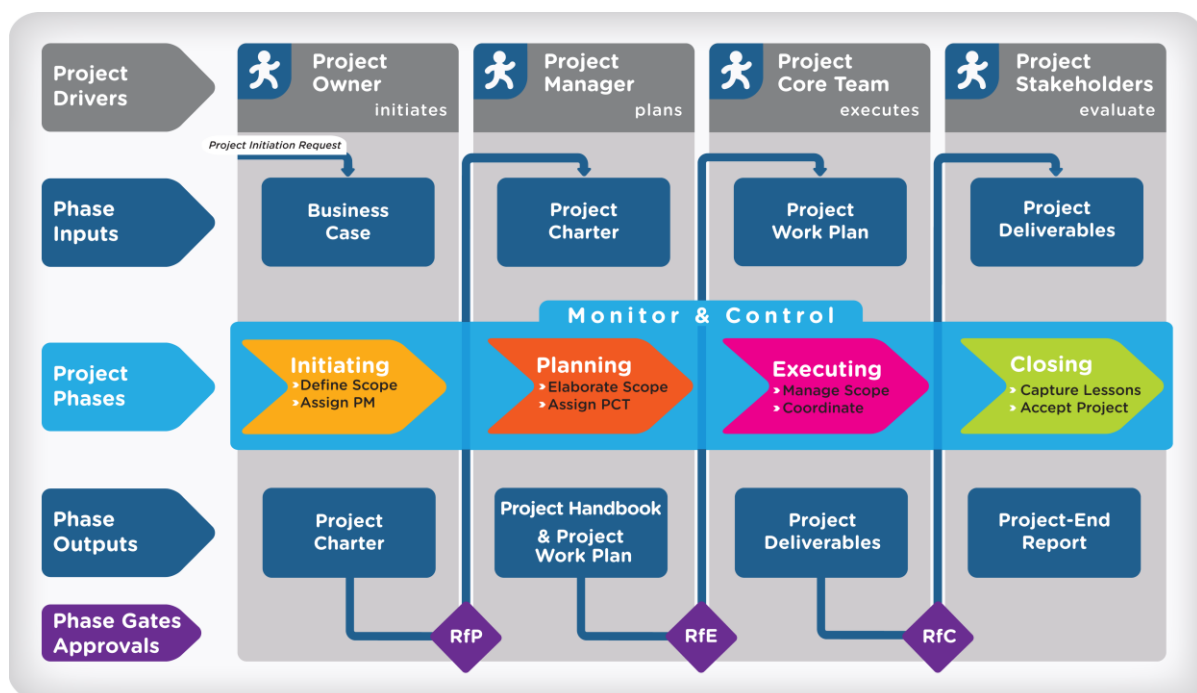 Project
Drivers
Project
Owner
initiates
Project
Manager
plans
Project
Core Team
executes
Project
Stakeholders
evaluate
Project Initiation Request
Phase
Inputs
Business
Case
Project
Charter
Project
Work Plan
Project
Deliverables
Monitor & Control
Project
Phases
Initiating
» Define Scope
» Assign PM
Planning
» Elaborate Scope
» Assign PCT
Executing
» Manage Scope
» Coordinate
Closing
» Capture Lessons
» Accept Project
Phase
Outputs
Project
Charter
Project Handbook
& Project
Work Plan
Project
Deliverables
Project-End
Report
Phase Gates
Approvals
RfP
RfE
RfC